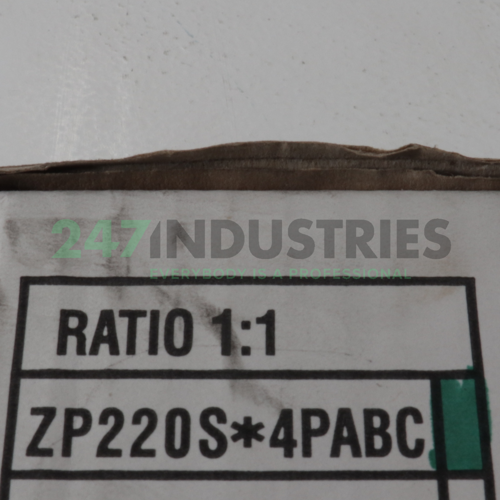 247INDUSTRIES
EVERYBODY IS A PROFESSIONAL
RATIO 1:1
ZP220S*4PABC